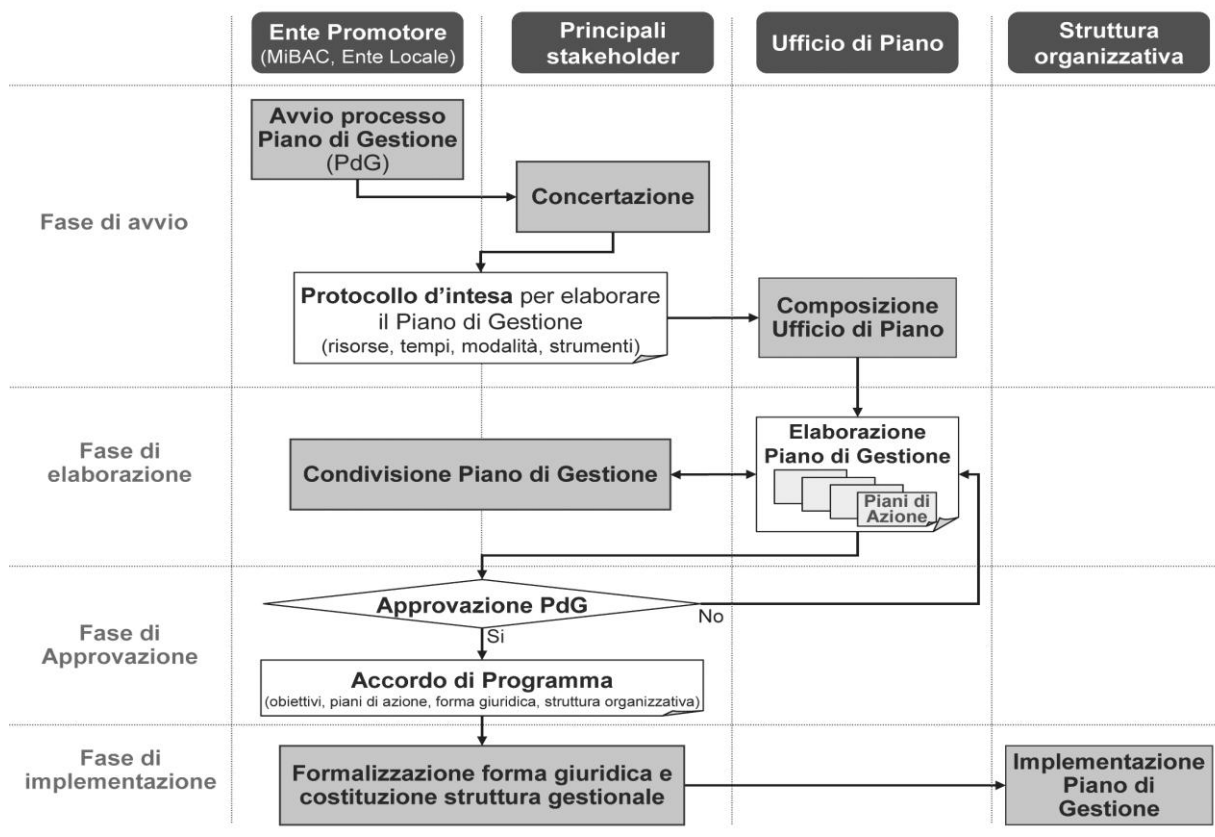 Ente Promotore
(MiBAC, Ente Locale)
Principali
stakeholder
Ufficio di Piano
Struttura
organizzativa
Fase di avvio
Avvio processo
Piano di Gestione
(PdG)
Concertazione
Protocollo d'intesa per elaborare
il Piano di Gestione
(risorse, tempi, modalità, strumenti)
Composizione
Ufficio di Piano
Fase di
elaborazione
Condivisione Piano di Gestione
Elaborazione
Piano di Gestione
Piani di
Azione
Fase di
Approvazione
Approvazione PdG
No
Si
Accordo di Programma
(obiettivi, piani di azione, forma giuridica, struttura organizzativa)
Fase di
implementazione
Formalizzazione forma giuridica e
costituzione struttura gestionale
Implementazione
Piano di
Gestione